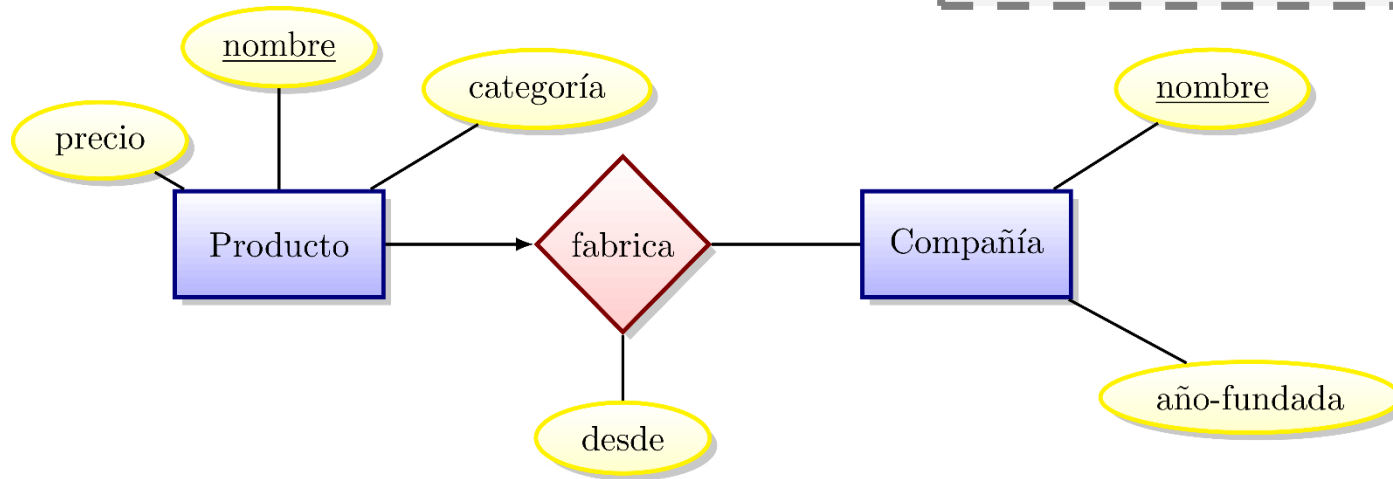 nombre
categoría
nombre
precio
Producto
fabrica
Compañía
año-fundada
desde